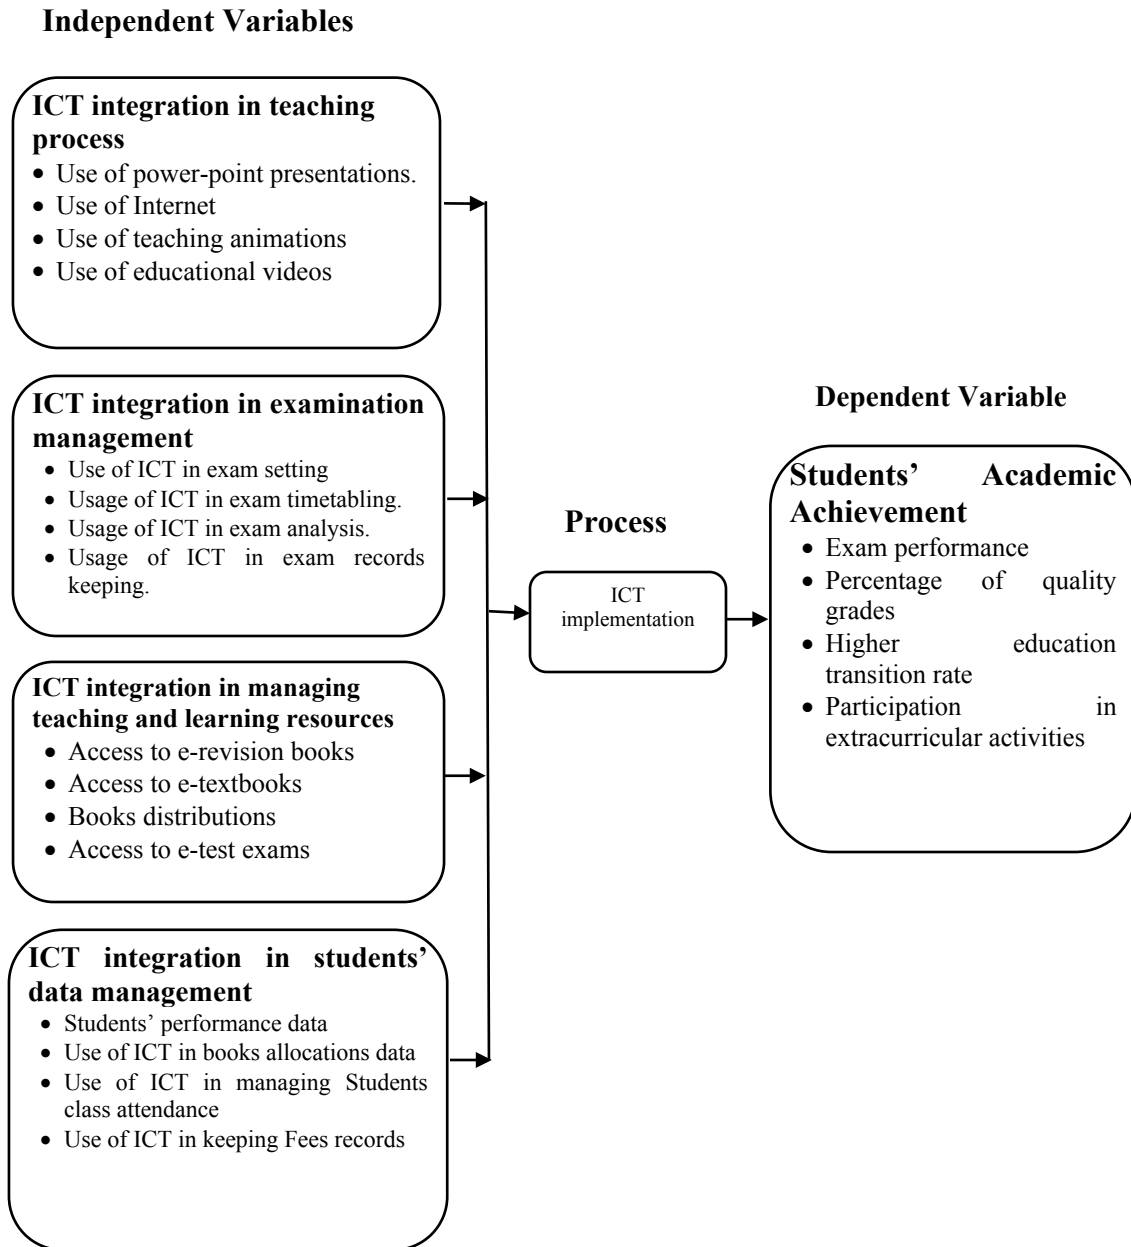 Independent Variables
ICT integration in teaching
process
• Use of power-point presentations.
• Use of Internet
• Use of teaching animations
• Use of educational videos
ICT integration in examination
management
• Use of ICT in exam setting
• Usage of ICT in exam timetabling.
• Usage of ICT in exam analysis.
• Usage of ICT in exam records
keeping.
ICT integration in managing
teaching and learning resources
• Access to e-revision books
• Access to e-textbooks
• Books distributions
• Access to e-test exams
ICT integration in students’
data management
• Students’ performance data
• Use of ICT in books allocations data
• Use of ICT in managing Students
class attendance
• Use of ICT in keeping Fees records
Process
ICT
implementation
Dependent Variable
Students’ Academic
Achievement
• Exam performance
• Percentage of quality
grades
• Higher education
transition rate
• Participation in
extracurricular activities